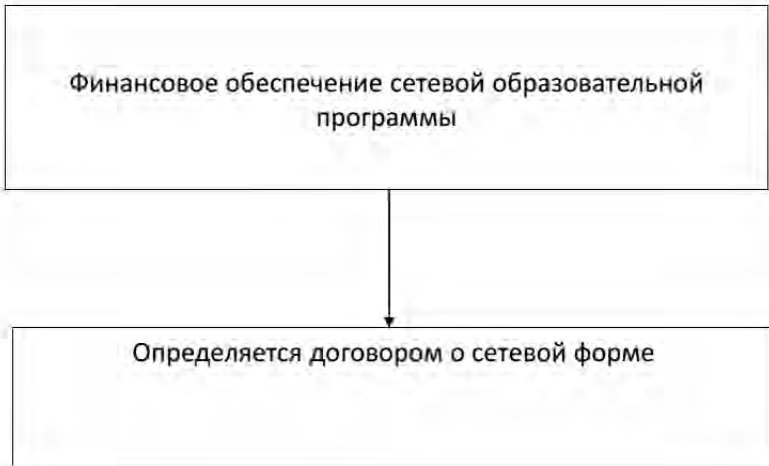 Финансовое обеспечение сетевой образовательной
программы
Определяется договором о сетевой форме